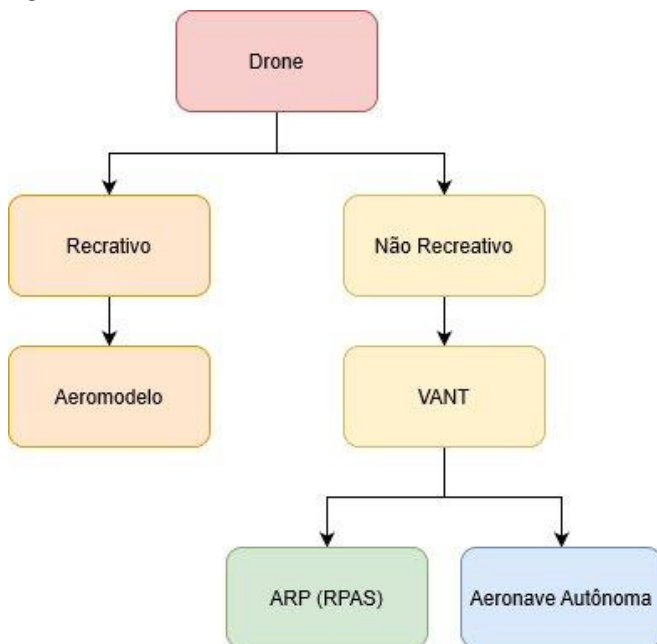 Drone
Recrativo
Não Recreativo
Aeromodelo
VANT
ARP (RPAS)
Aeronave Autônoma